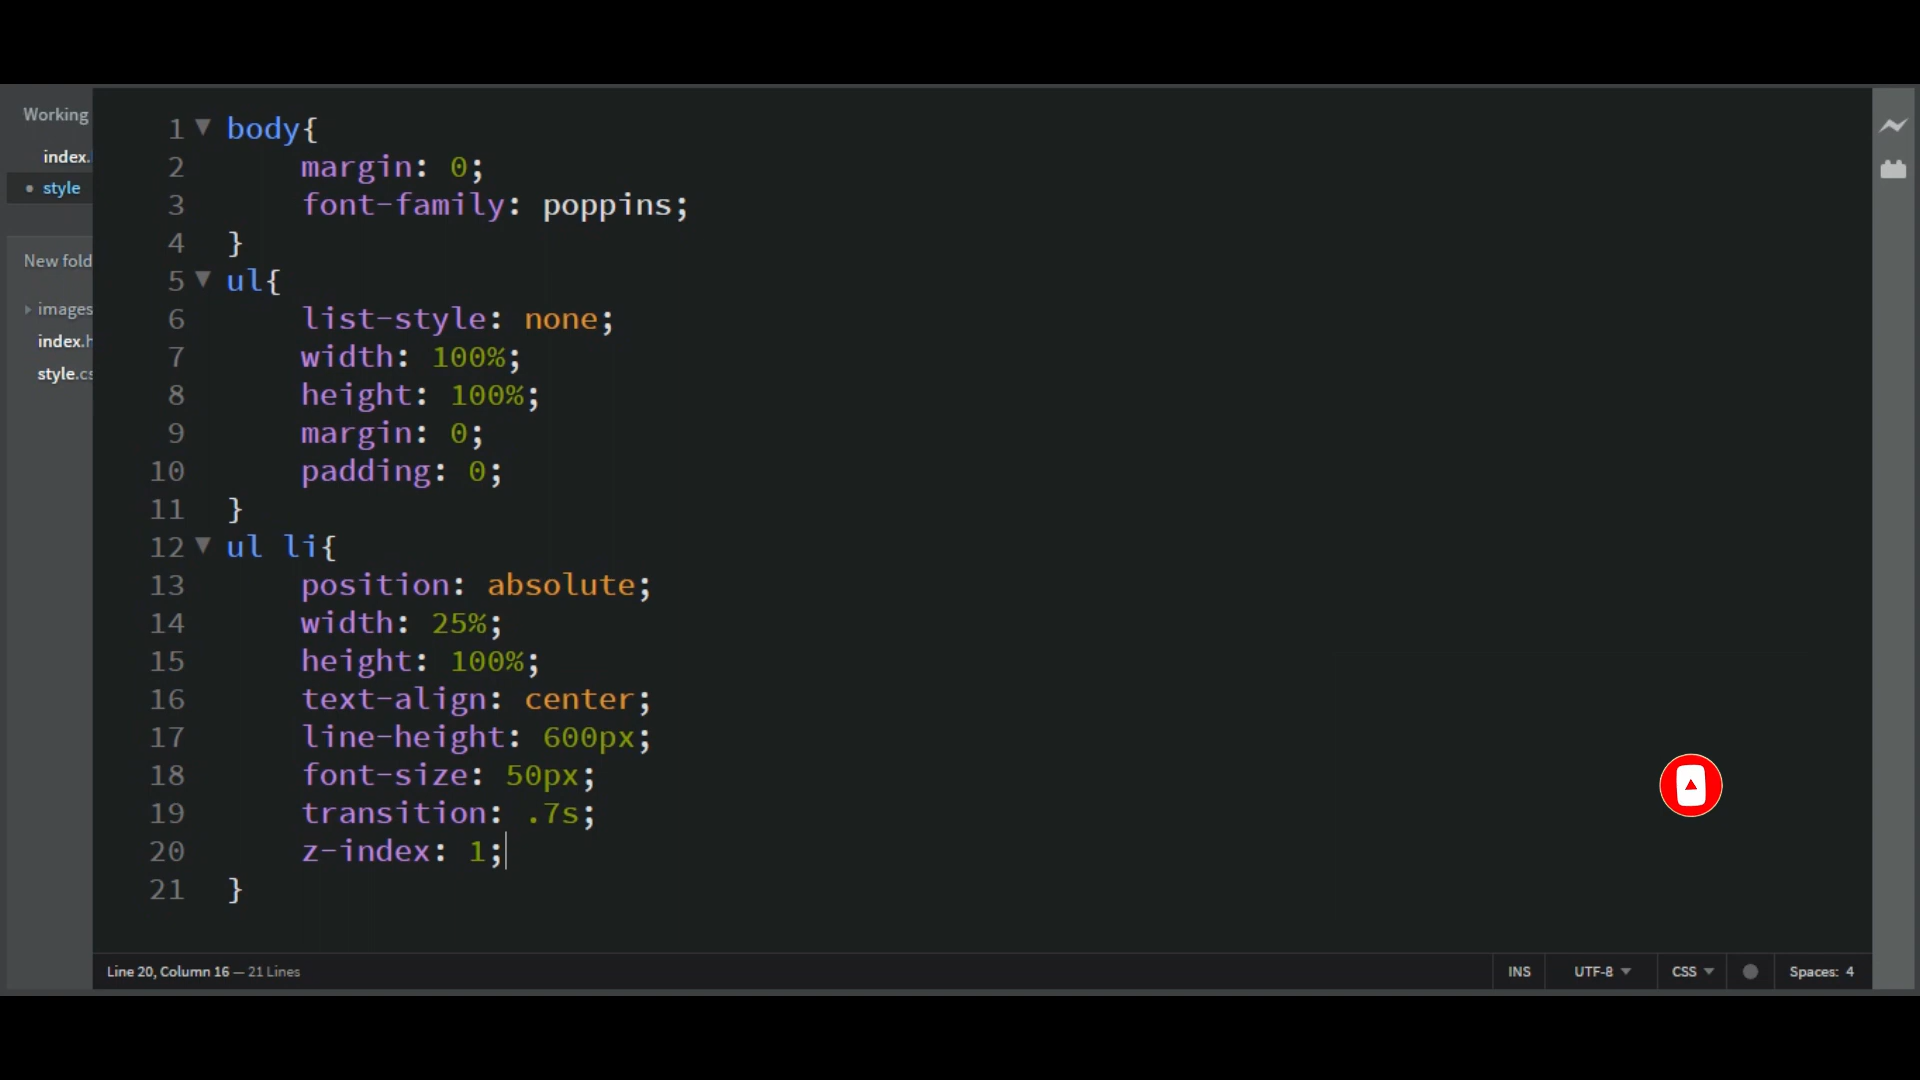 Working
index.
style
New fold
images
index.h
style.cs
1 body{
2 margin: 0;
3 font-family: poppins;
4 }
5 ul{
6 list-style: none;
7 width: 100%;
8 height: 100%;
9 margin: 0;
10 padding: 0;
11 }
12 ul li{
13 position: absolute;
14 width: 25%;
15 height: 100%;
16 text-align: center;
17 line-height: 600px;
18 font-size: 50px;
19 transition: .7s;
20 z-index: 1;
21 }
Line 20, Column 16 — 21 Lines
INS UTF-8 CSS Spaces: 4